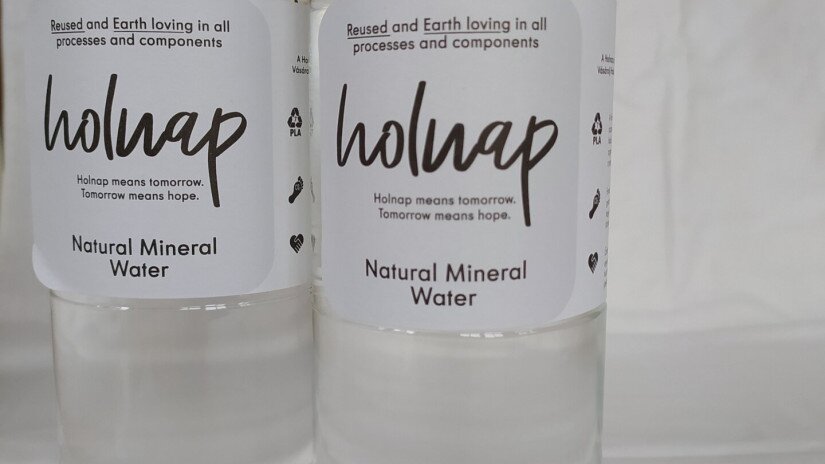 Reused and Earth loving in all
processes and components
holnap
Holnap means tomorrow.
Tomorrow means hope.
Natural Mineral
Water
PLA
Reused and Earth loving in all
processes and components
holnap
Holnap means tomorrow.
Tomorrow means hope.
Natural Mineral
Water
PLA